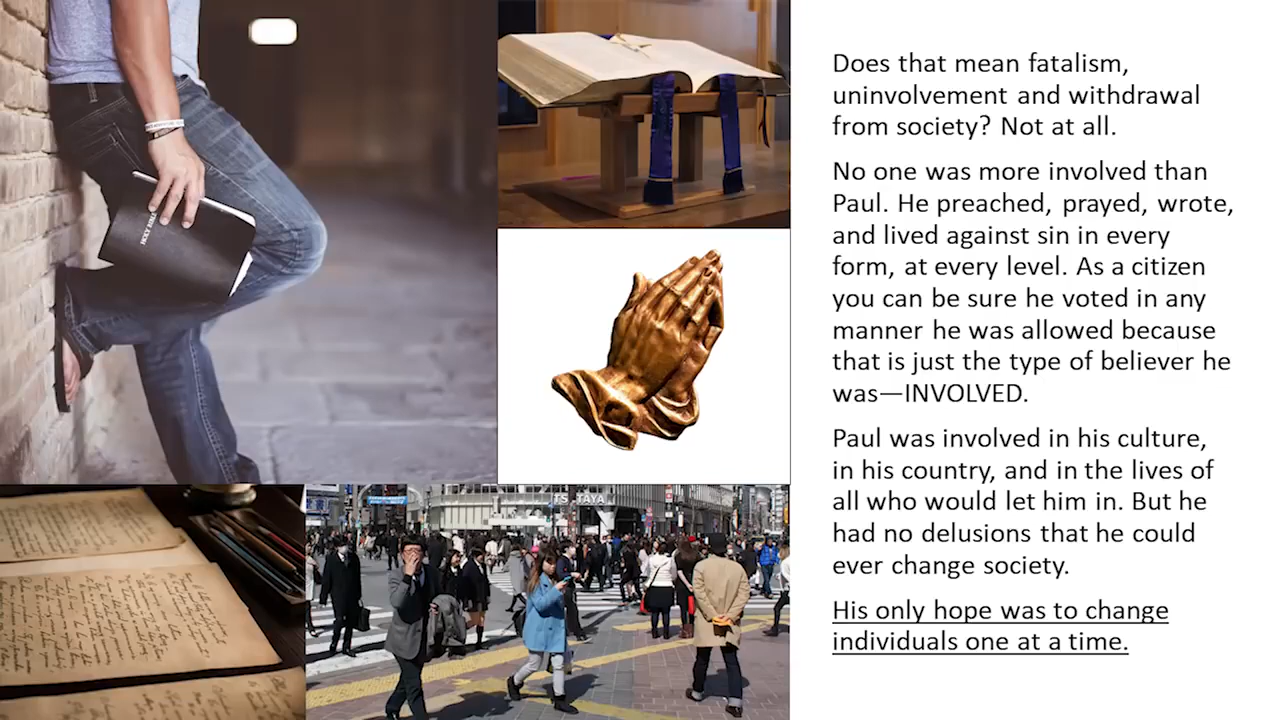 Does that mean fatalism,
uninvolvement and withdrawal
from society? Not at all.
No one was more involved than
Paul. He preached, prayed, wrote,
and lived against sin in every
form, at every level. As a citizen
you can be sure he voted in any
manner he was allowed because
that is just the type of believer he
was—INVOLVED.
Paul was involved in his culture,
in his country, and in the lives of
all who would let him in. But he
had no delusions that he could
ever change society.
His only hope was to change
individuals one at a time.
HOLY BIBLE
TSUTAYA